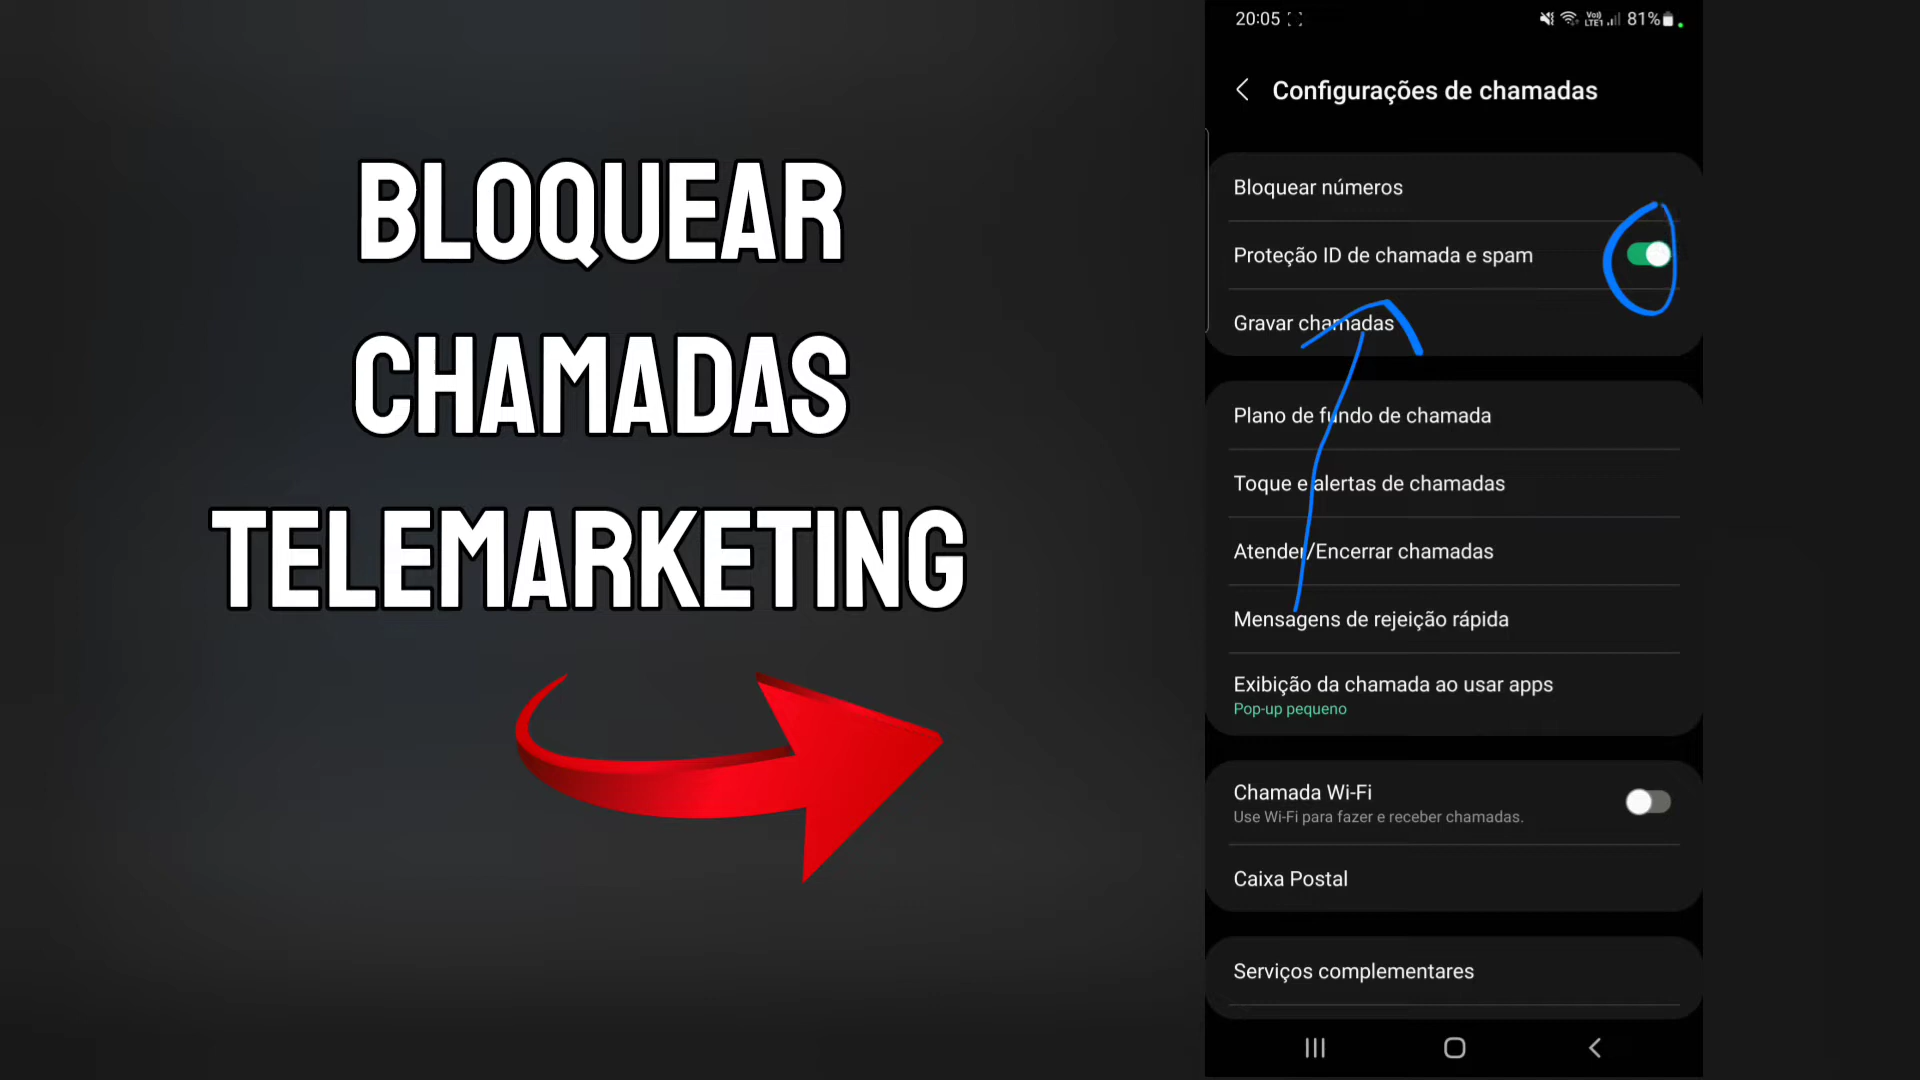 BLOQUEAR
CHAMADAS
TELEMARKETING
20:05
Vo) LTE1 81%
Configurações de chamadas
Bloquear números
Proteção ID de chamada e spam
Gravar chamadas
Plano de fundo de chamada
Toque e alertas de chamadas
Atender/Encerrar chamadas
Mensagens de rejeição rápida
Exibição da chamada ao usar apps
Pop-up pequeno
Chamada Wi-Fi
Use Wi-Fi para fazer e receber chamadas.
Caixa Postal
Serviços complementares